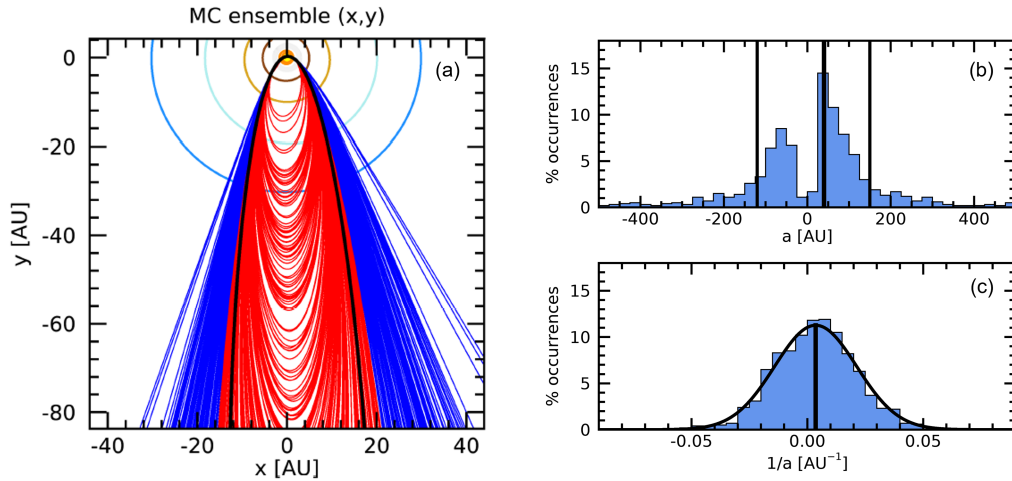 MC ensemble (x,y)
(a)
0
-20
-40
-60
-80
y [AU]
-40 -20 0 20 40
x [AU]
(b)
15
10
5
0
% occurrences
-400 -200 0 200 400
a [AU]
(c)
15
10
5
0
% occurrences
-0.05 0.00 0.05
1/a [AU⁻¹]